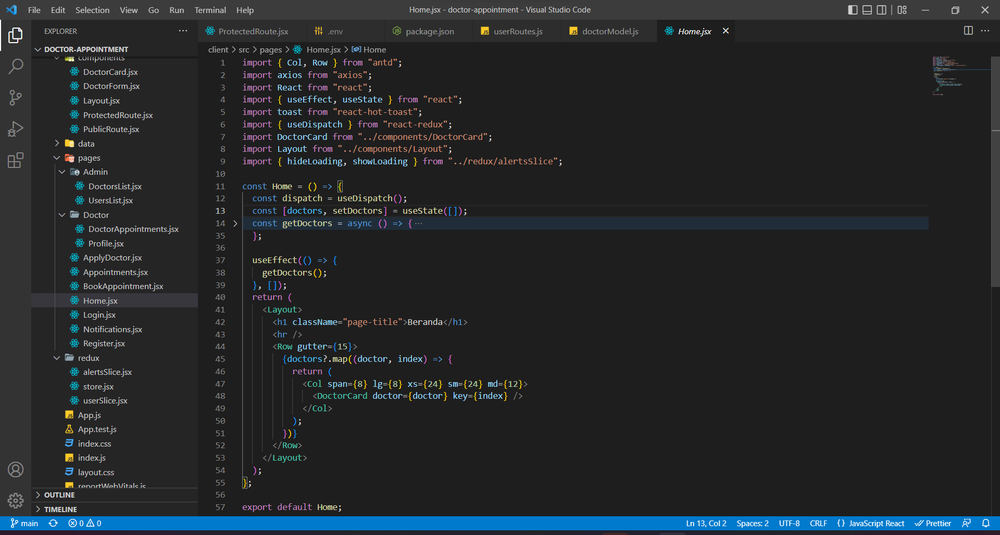 File Edit Selection View Go Run Terminal Help
Home.jsx - doctor-appointment - Visual Studio Code
EXPLORER
DOCTOR-APPOINTMENT
components
DoctorCard.jsx
DoctorForm.jsx
Layout.jsx
ProtectedRoute.jsx
PublicRoute.jsx
data
pages
Admin
DoctorsList.jsx
UsersList.jsx
Doctor
DoctorAppointments.jsx
Profile.jsx
ApplyDoctor.jsx
Appointments.jsx
BookAppointment.jsx
Home.jsx
Login.jsx
Notifications.jsx
Register.jsx
redux
alertsSlice.jsx
store.jsx
userSlice.jsx
App.js
App.test.js
index.css
index.js
layout.css
reportWebVitals.js
OUTLINE
TIMELINE
ProtectedRoute.jsx .env package.json userRoutes.js doctorModel.js Home.jsx
client > src > pages > Home.jsx > Home
1 import { Col, Row } from "antd";
2 import axios from "axios";
3 import React from "react";
4 import { useEffect, useState } from "react";
5 import toast from "react-hot-toast";
6 import { useDispatch } from "react-redux";
7 import DoctorCard from "../components/DoctorCard";
8 import Layout from "../components/Layout";
9 import { hideLoading, showLoading } from "../redux/alertsSlice";
10
11 const Home = () => {
12 const dispatch = useDispatch();
13 const [doctors, setDoctors] = useState([]);
14 const getDoctors = async () => { ···
35 };
36
37 useEffect(() => {
38 getDoctors();
39 }, []);
40 return (
41 <Layout>
42 <h1 className="page-title">Beranda</h1>
43 <hr />
44 <Row gutter={15}>
45 {doctors?.map((doctor, index) => {
46 return (
47 <Col span={8} lg={8} xs={24} sm={24} md={12}>
48 <DoctorCard doctor={doctor} key={index} />
49 </Col>
50 );
51 })}
52 </Row>
53 </Layout>
54 );
55 };
56
57 export default Home;
main 0 0 Ln 13, Col 2 Spaces: 2 UTF-8 CRLF {} JavaScript React Prettier